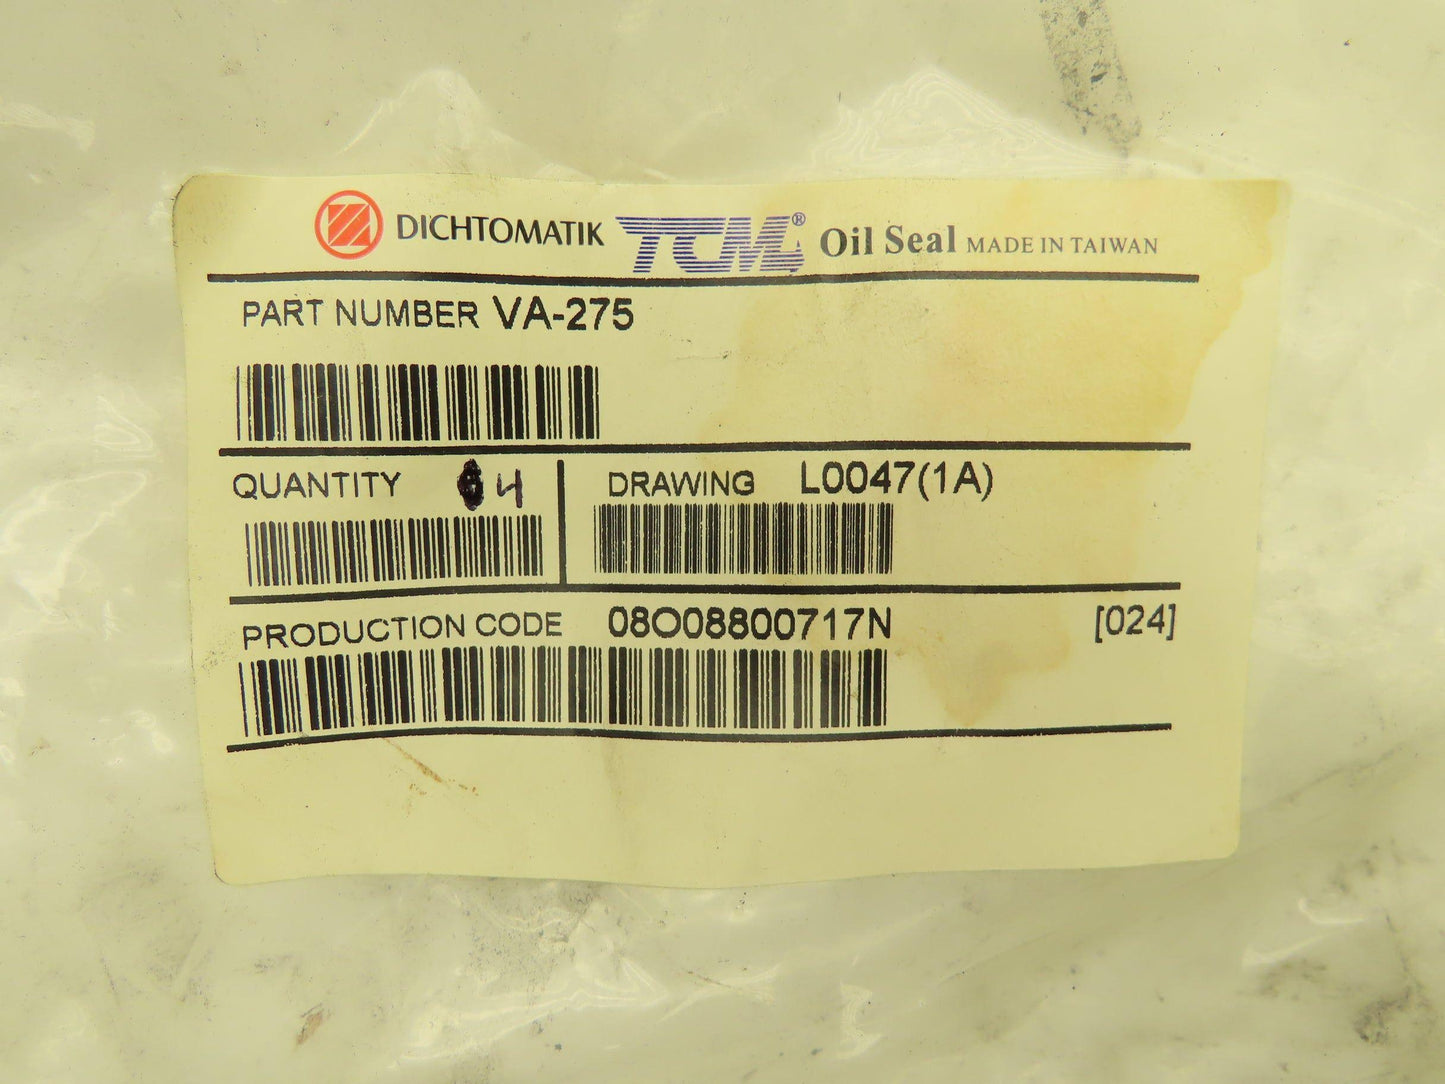 DICHTOMATIK TCM® Oil Seal MADE IN TAIWAN
PART NUMBER VA-275
QUANTITY 4
DRAWING L0047(1A)
PRODUCTION CODE 08O08800717N [024]